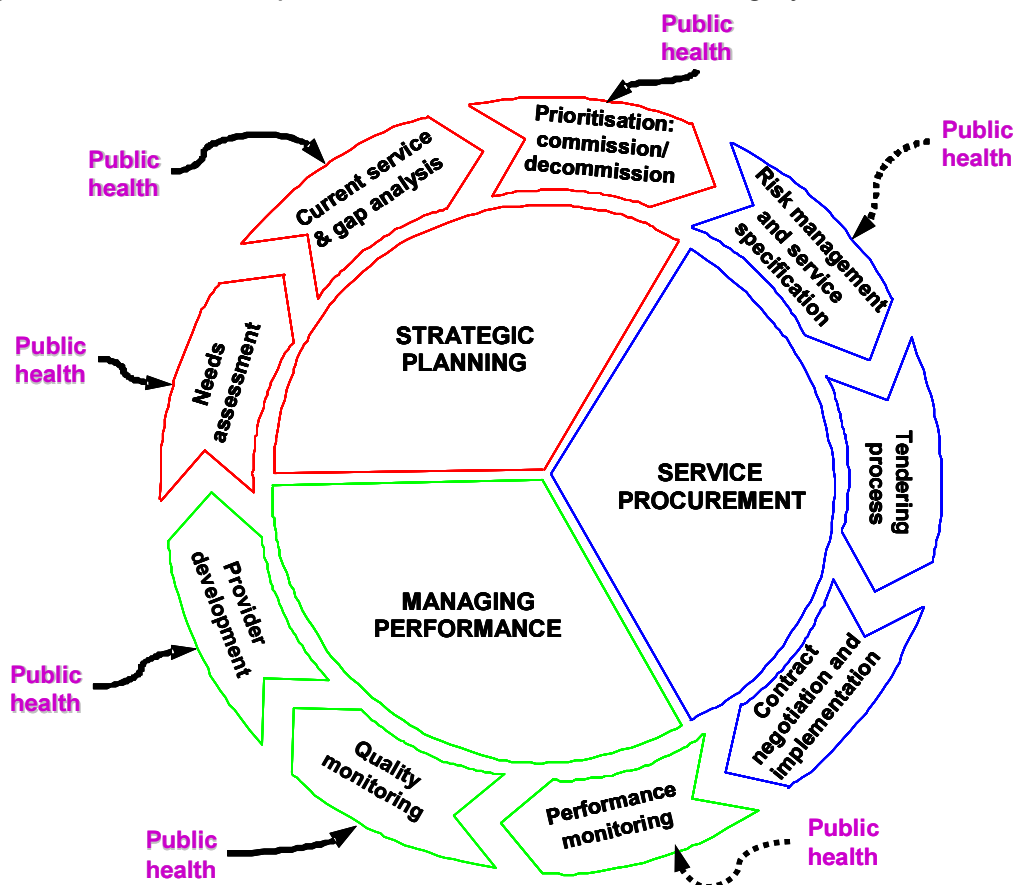 Public
health
Prioritisation:
commission/
decommission
Public
health
Current service
& gap analysis
Public
health
Risk management
and service
specification
STRATEGIC
PLANNING
Public
health
Needs
assessment
SERVICE
PROCUREMENT
Tendering
process
MANAGING
PERFORMANCE
Provider
development
Public
health
Contract
negotiation and
implementation
Quality
monitoring
Performance
monitoring
Public
health
Public
health